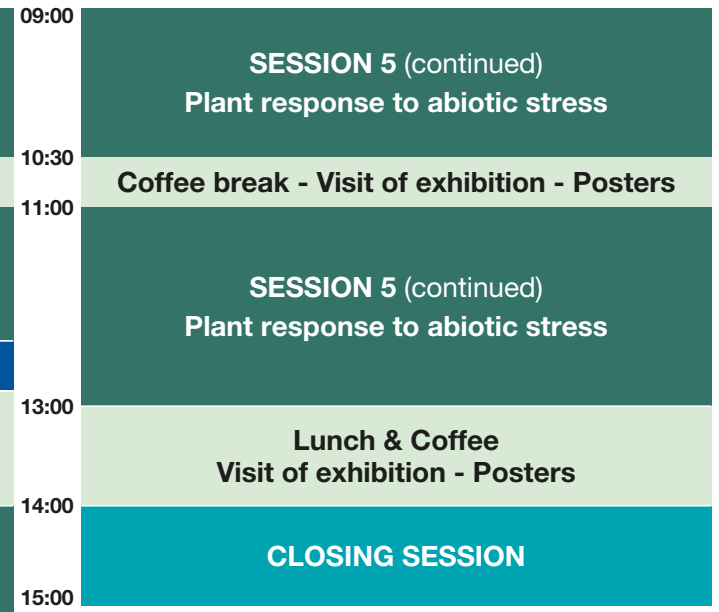 09:00
SESSION 5 (continued)
Plant response to abiotic stress
10:30
Coffee break - Visit of exhibition - Posters
11:00
SESSION 5 (continued)
Plant response to abiotic stress
13:00
Lunch & Coffee
Visit of exhibition - Posters
14:00
CLOSING SESSION
15:00